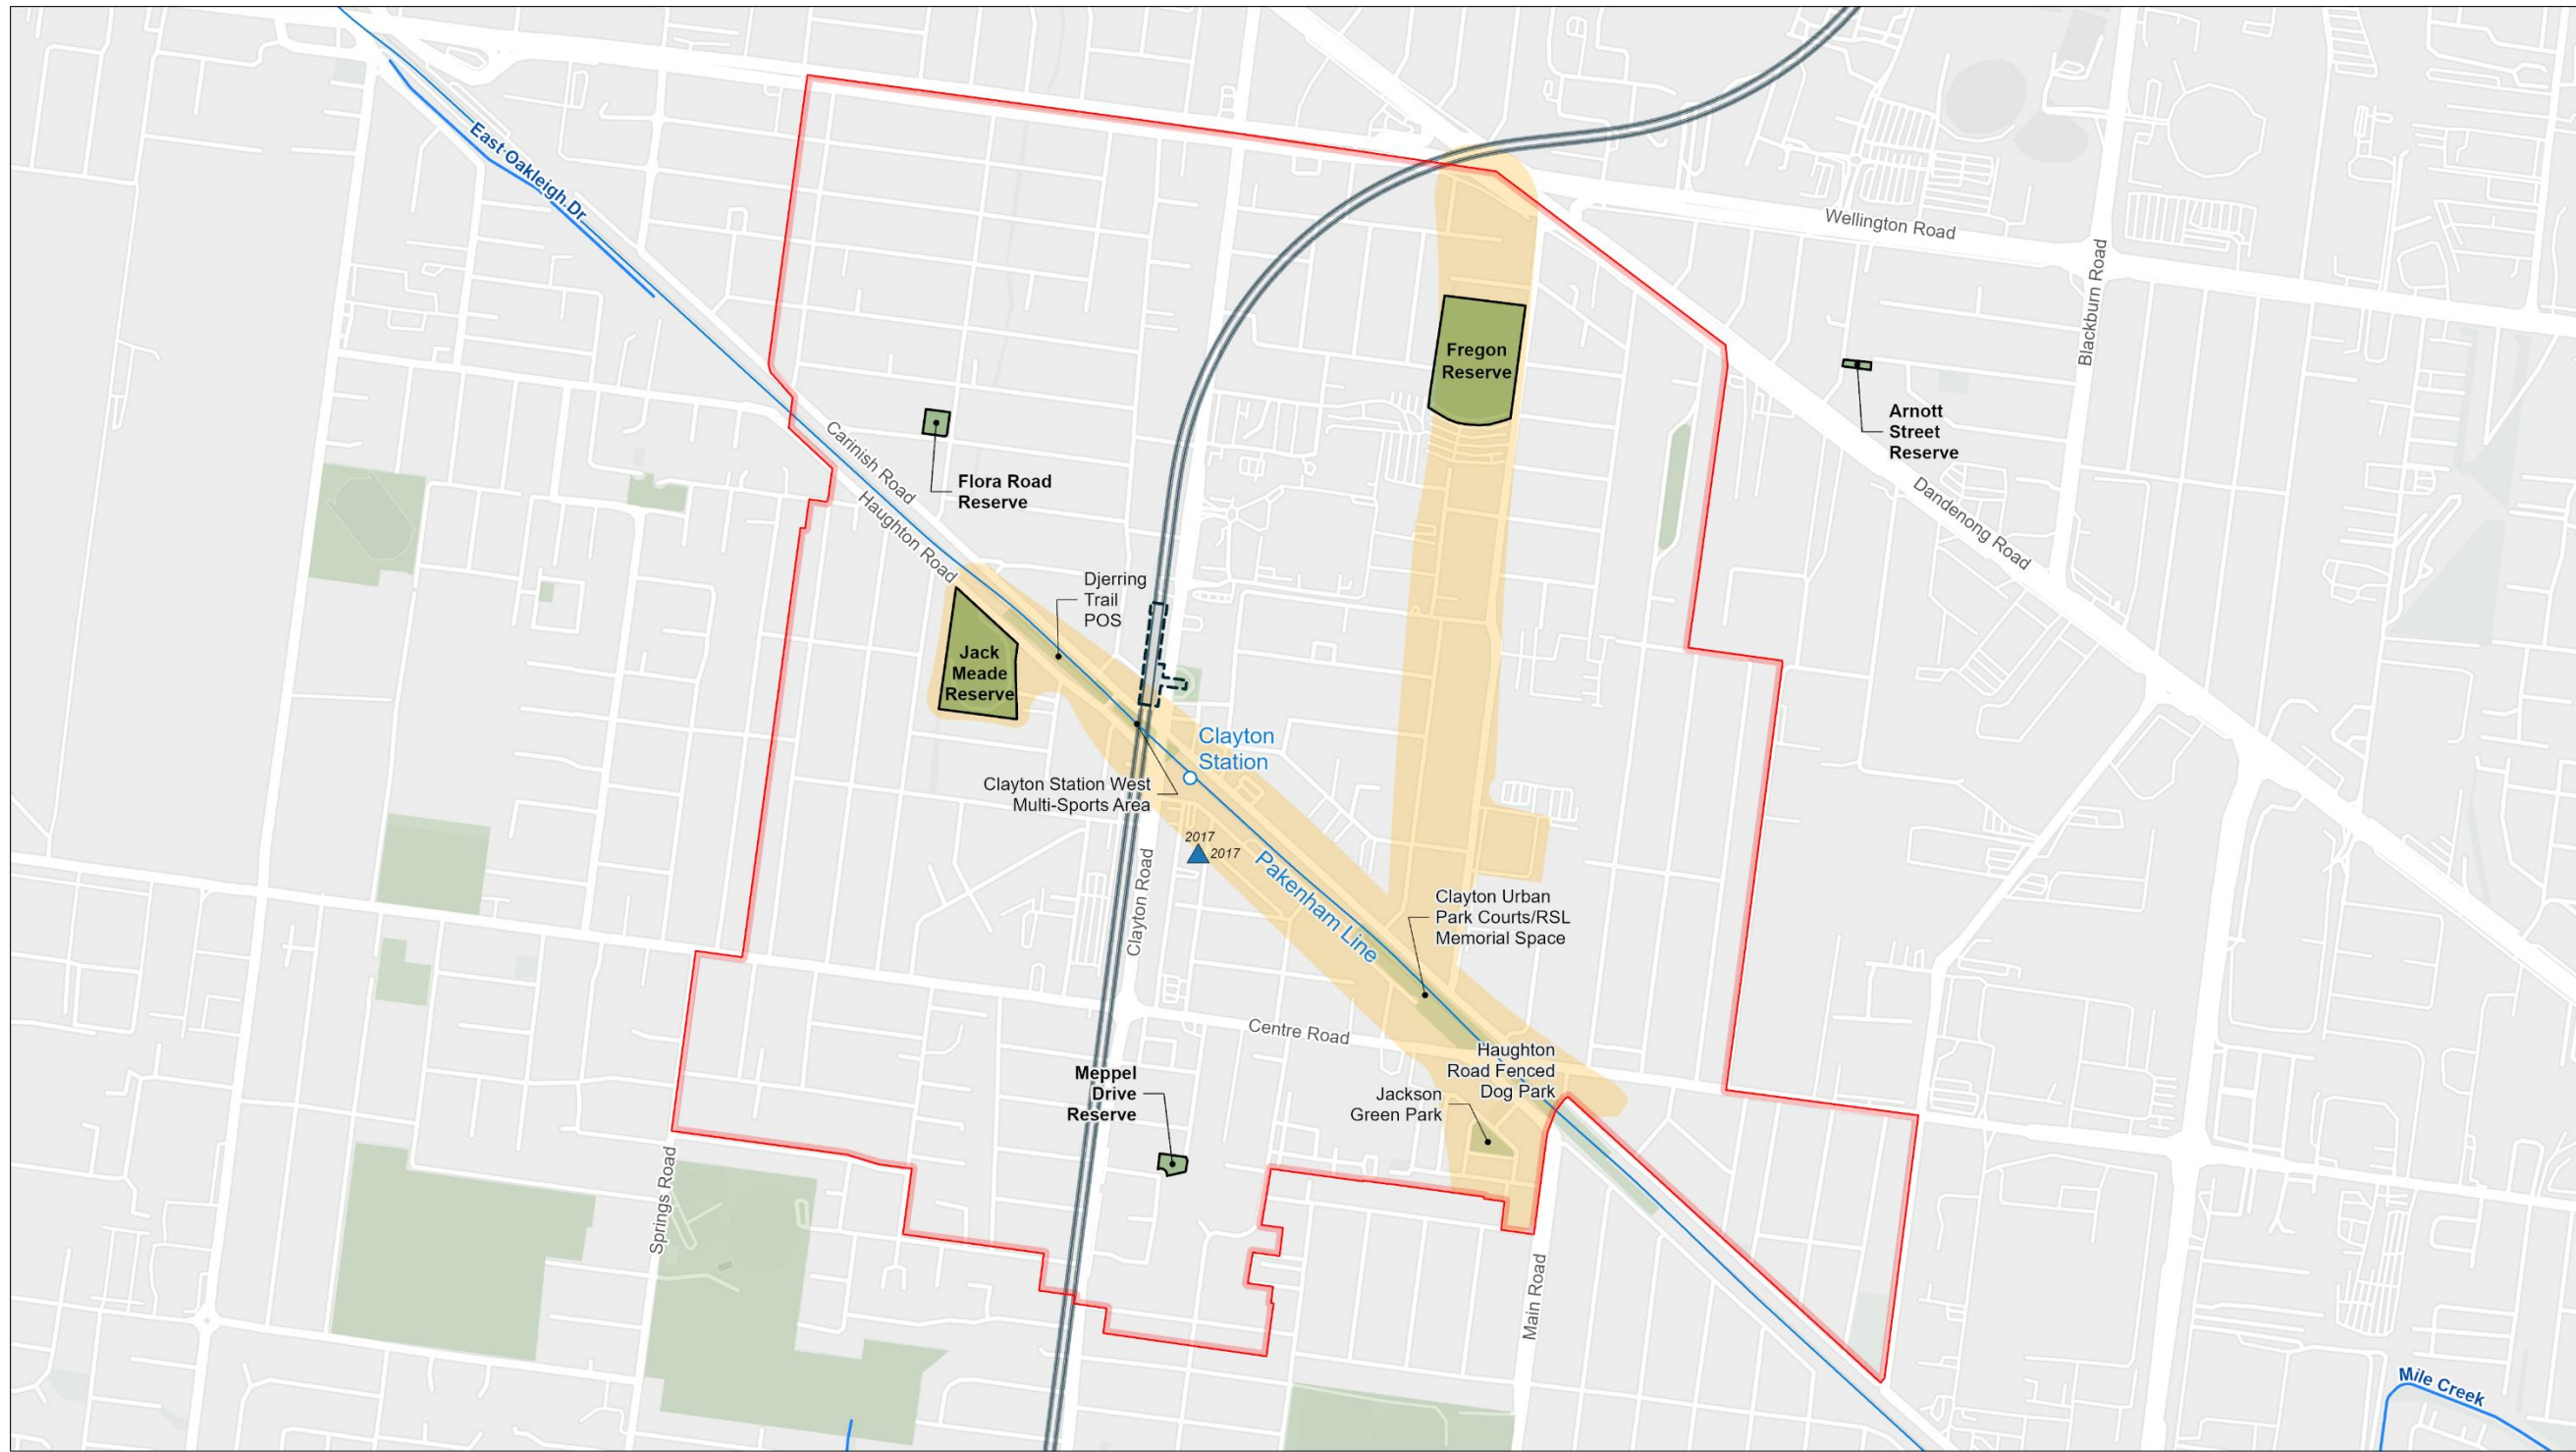 East Oakleigh Dr
Wellington Road
Blackburn Road
Fregon
Reserve
Arnott
Street
Reserve
Carinish Road
Flora Road
Reserve
Haughton Road
Dandenong Road
Djerring
Trail
POS
Jack
Meade
Reserve
Clayton
Station
Clayton Station West
Multi-Sports Area
2017
2017
Clayton Road
Pakenham Line
Clayton Urban
Park Courts/RSL
Memorial Space
Centre Road
Haughton
Road Fenced
Dog Park
Meppel
Drive
Reserve
Jackson
Green Park
Springs Road
Main Road
Mile Creek